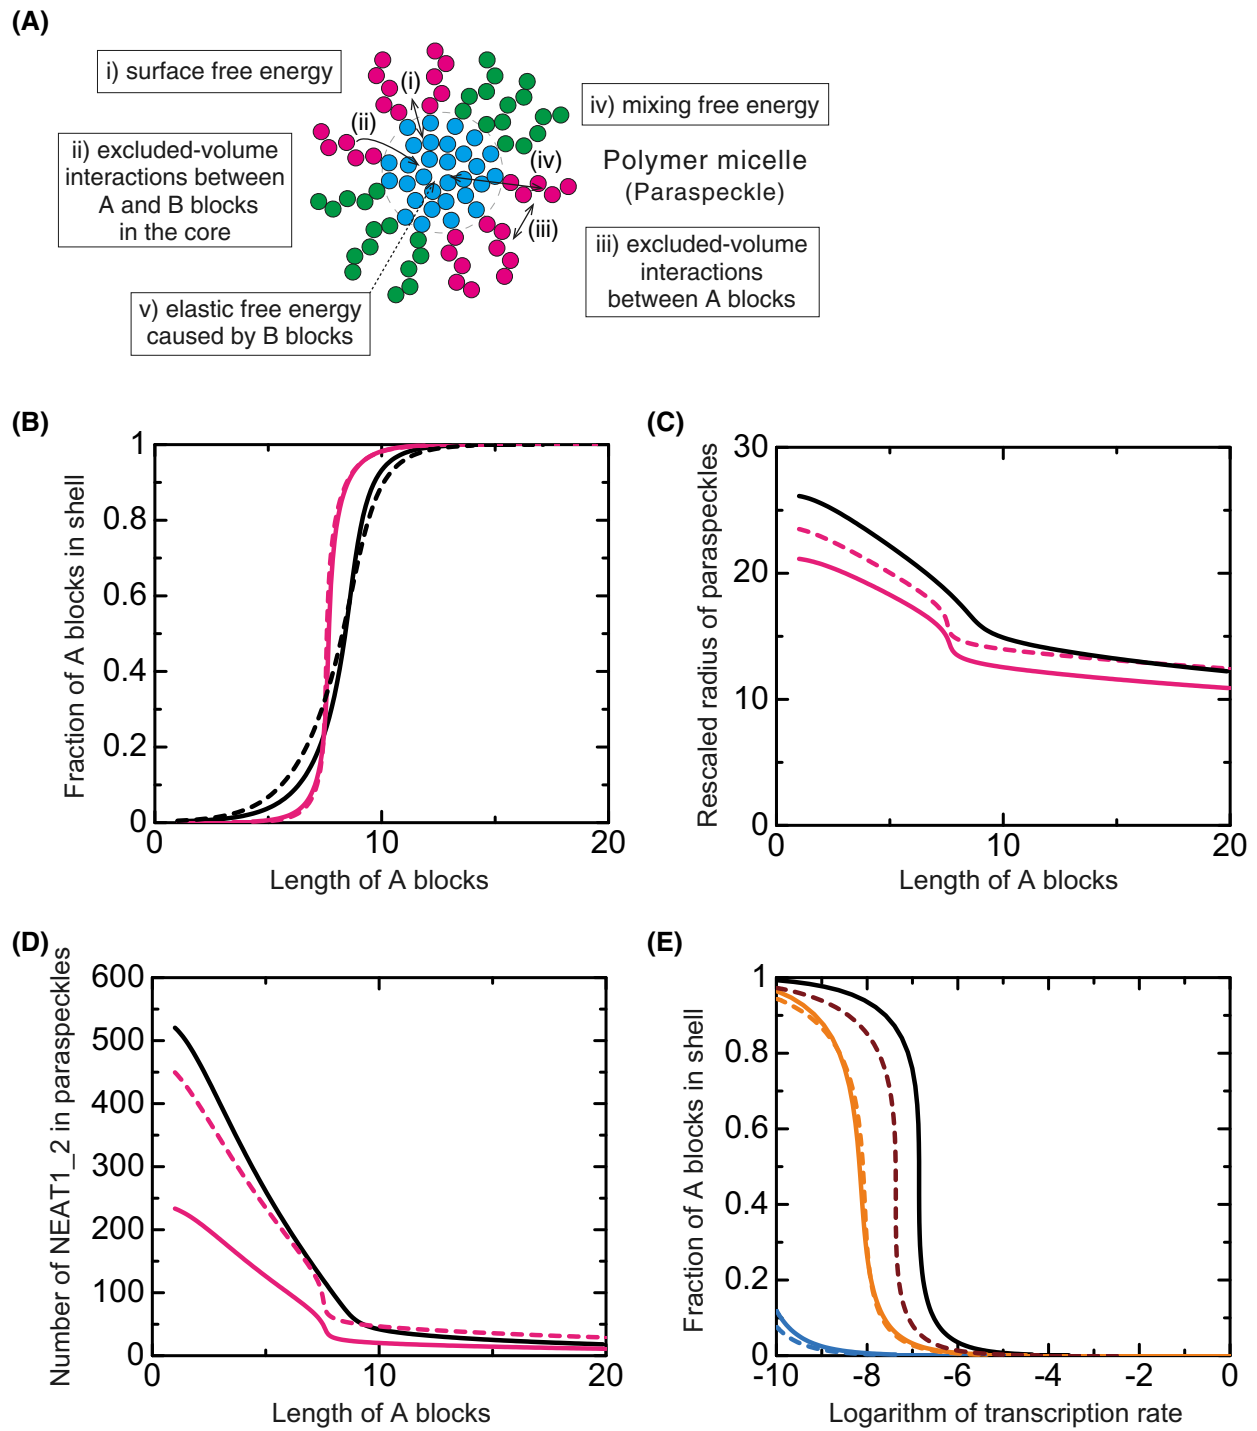 (A)
i) surface free energy
(i)
iv) mixing free energy
(ii)
ii) excluded-volume
interactions between
A and B blocks
in the core
(iv)
Polymer micelle
(Paraspeckle)
(iii)
iii) excluded-volume
interactions
between A blocks
v) elastic free energy
caused by B blocks
(B)
Fraction of A blocks in shell
1
0.8
0.6
0.4
0.2
0
0
10
20
Length of A blocks
(C)
Rescaled radius of paraspeckles
30
20
10
0
0
10
20
Length of A blocks
(D)
Number of NEAT1_2 in paraspeckles
600
500
400
300
200
100
0
0
10
20
Length of A blocks
(E)
Fraction of A blocks in shell
1
0.8
0.6
0.4
0.2
0
-10
-8
-6
-4
-2
0
Logarithm of transcription rate